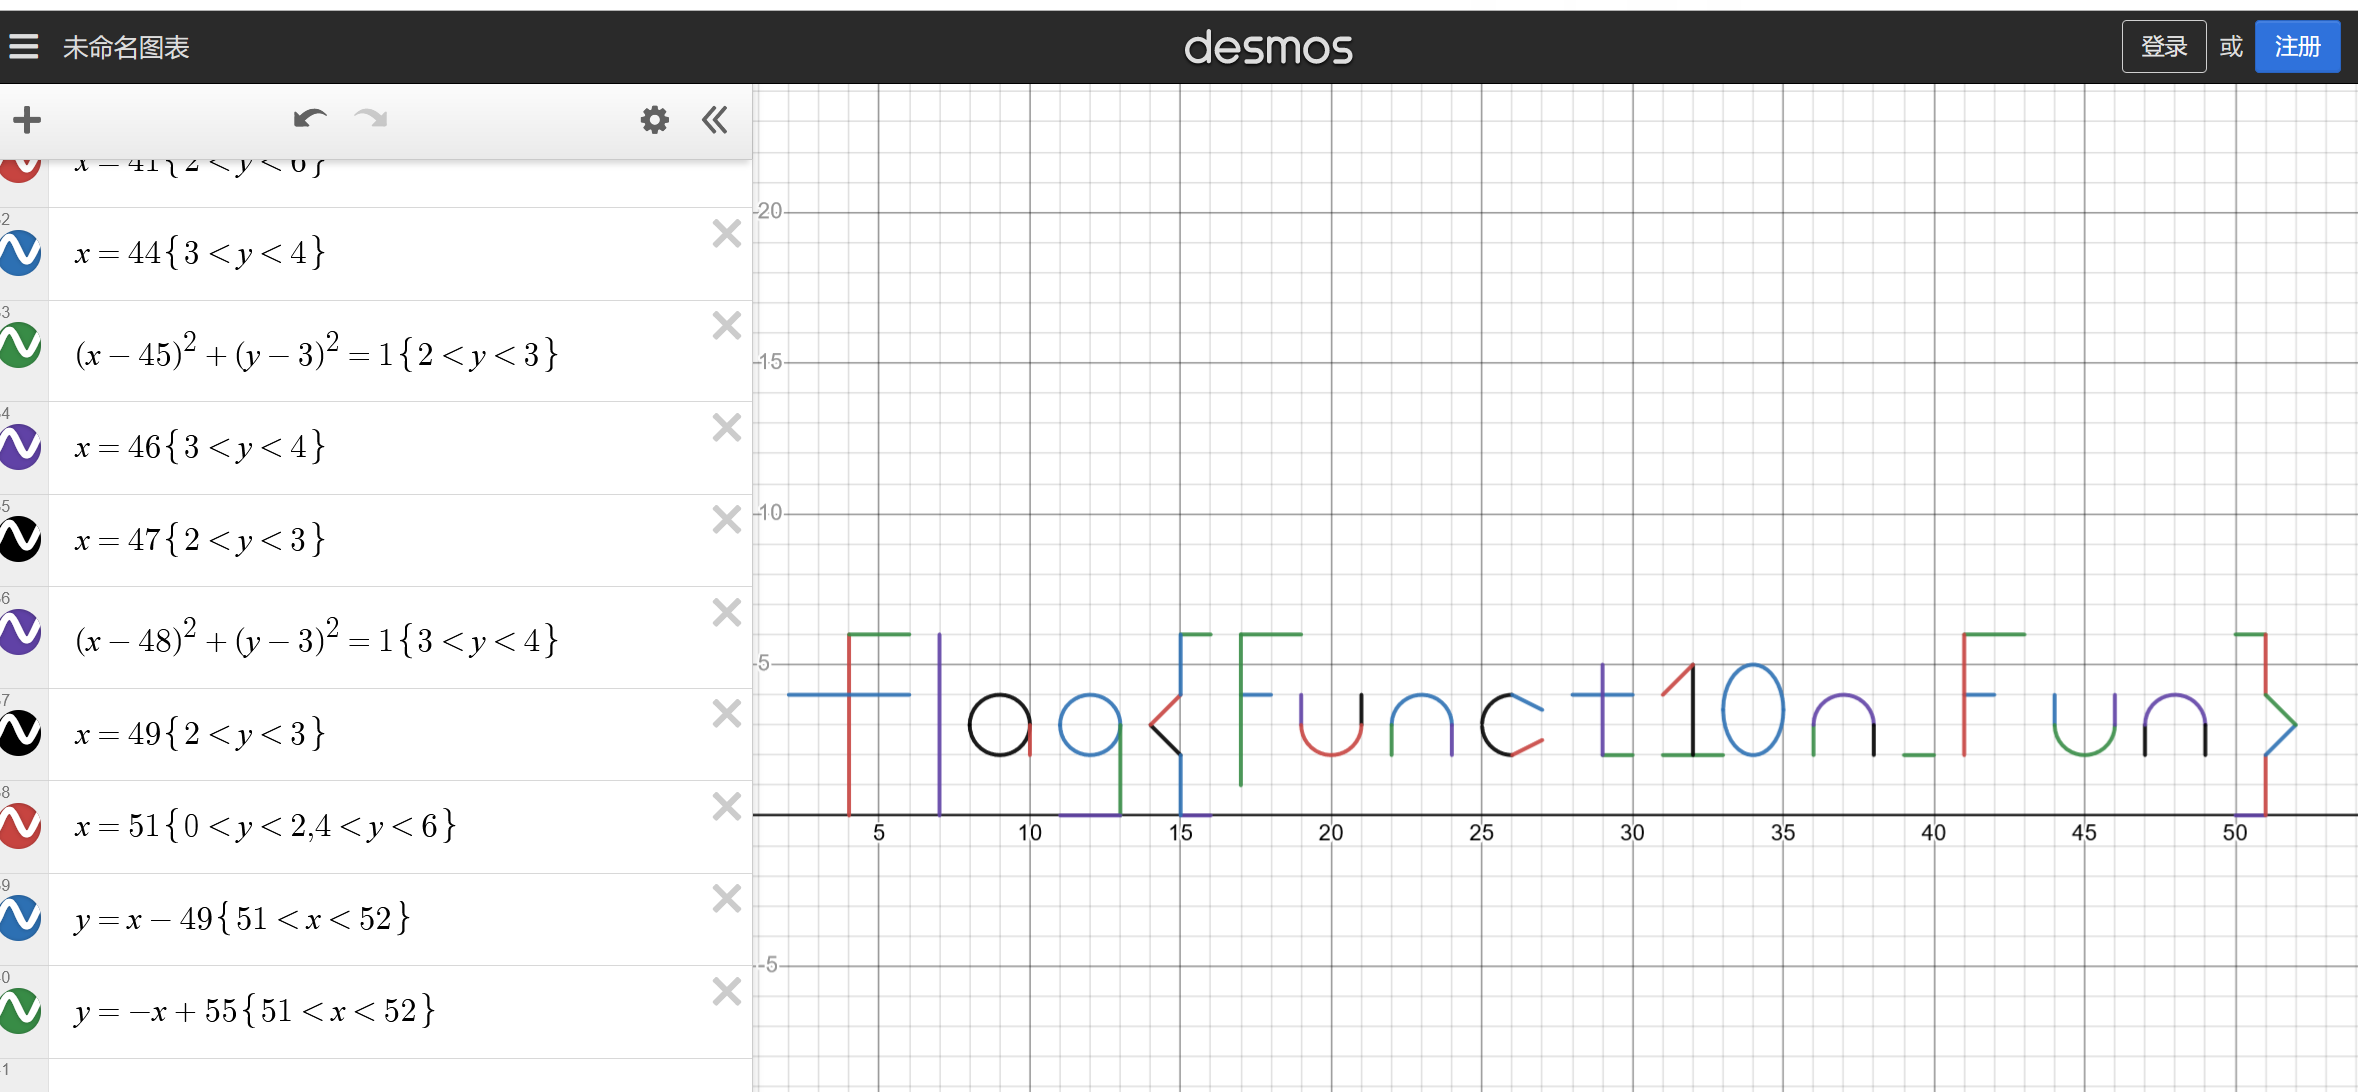 未命名图表
desmos
登录 或 注册
x = 41{2 < y < 6}
2
x = 44{3 < y < 4}
3
(x − 45)² + (y − 3)² = 1{2 < y < 3}
4
x = 46{3 < y < 4}
5
x = 47{2 < y < 3}
6
(x − 48)² + (y − 3)² = 1{3 < y < 4}
7
x = 49{2 < y < 3}
8
x = 51{0 < y < 2,4 < y < 6}
9
y = x − 49{51 < x < 52}
0
y = −x + 55{51 < x < 52}
1
20
15
10
5
flag{Funct10n_Fun}
5 10 15 20 25 30 35 40 45 50
-5